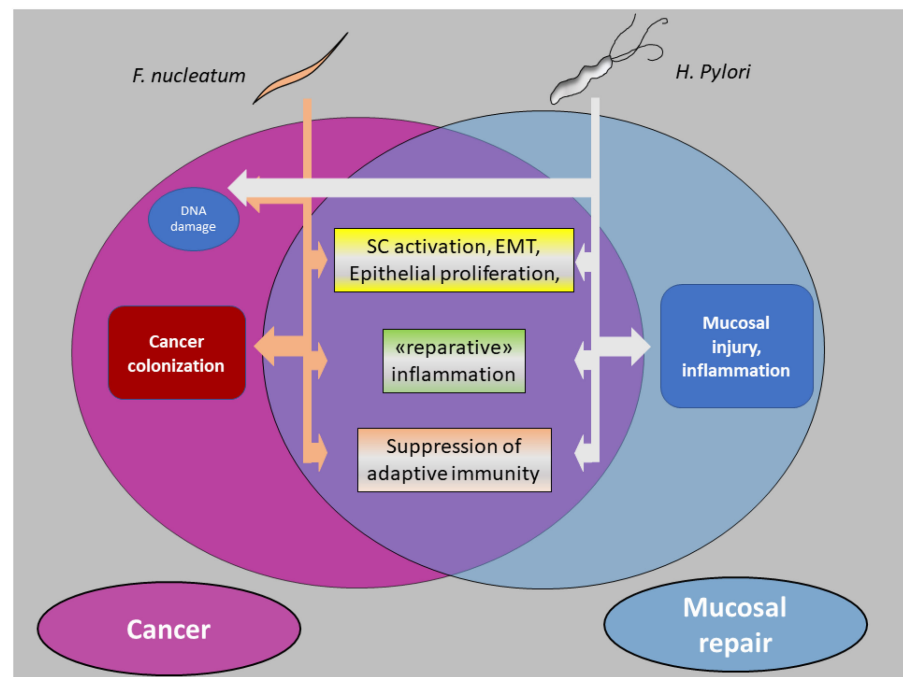 F. nucleatum
H. Pylori
DNA
damage
SC activation, EMT,
Epithelial proliferation,
Cancer
colonization
«reparative»
inflammation
Mucosal
injury,
inflammation
Suppression of
adaptive immunity
Cancer
Mucosal
repair